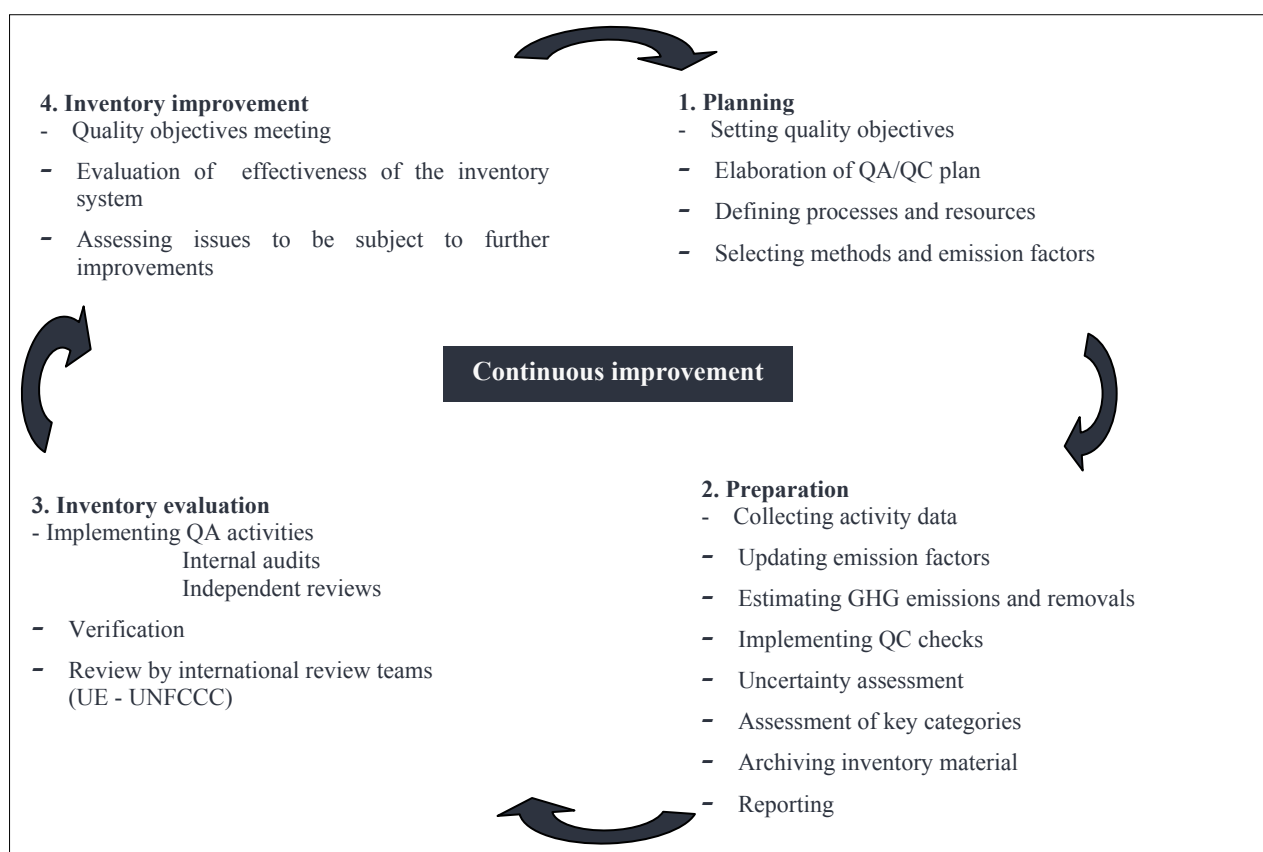 4. Inventory improvement
- Quality objectives meeting
- Evaluation of effectiveness of the inventory
system
- Assessing issues to be subject to further
improvements
1. Planning
- Setting quality objectives
- Elaboration of QA/QC plan
- Defining processes and resources
- Selecting methods and emission factors
Continuous improvement
3. Inventory evaluation
- Implementing QA activities
Internal audits
Independent reviews
- Verification
- Review by international review teams
(UE - UNFCCC)
2. Preparation
- Collecting activity data
- Updating emission factors
- Estimating GHG emissions and removals
- Implementing QC checks
- Uncertainty assessment
- Assessment of key categories
- Archiving inventory material
- Reporting